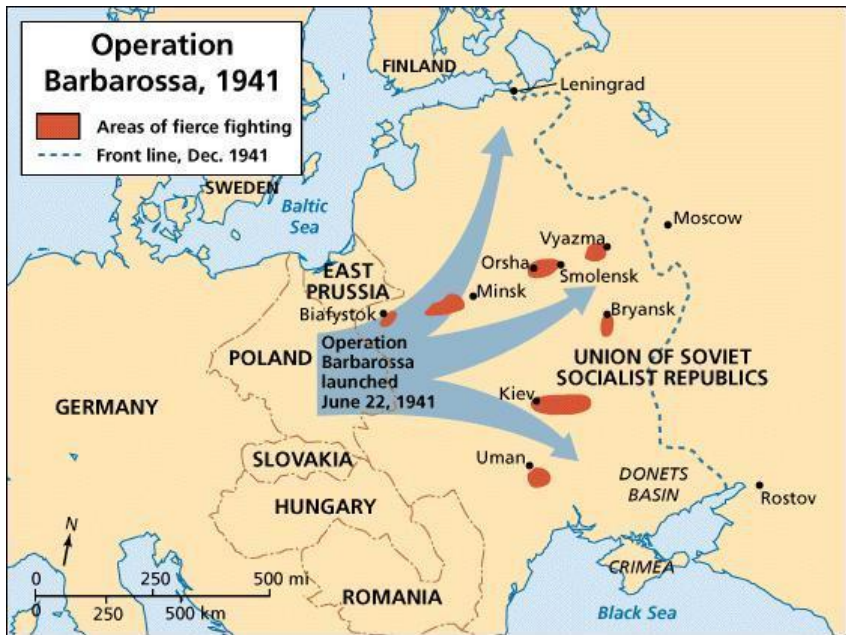 Operation
Barbarossa, 1941
Areas of fierce fighting
Front line, Dec. 1941
FINLAND
Leningrad
SWEDEN
Baltic
Sea
Moscow
Vyazma
Orsha
Smolensk
EAST
PRUSSIA
Minsk
Biafystok
Bryansk
Operation
Barbarossa
launched
June 22, 1941
POLAND
UNION OF SOVIET
SOCIALIST REPUBLICS
GERMANY
Kiev
SLOVAKIA
Uman
DONETS
BASIN
Rostov
HUNGARY
N
CRIMEA
0 250 500 mi
0 250 500 km
ROMANIA
Black Sea